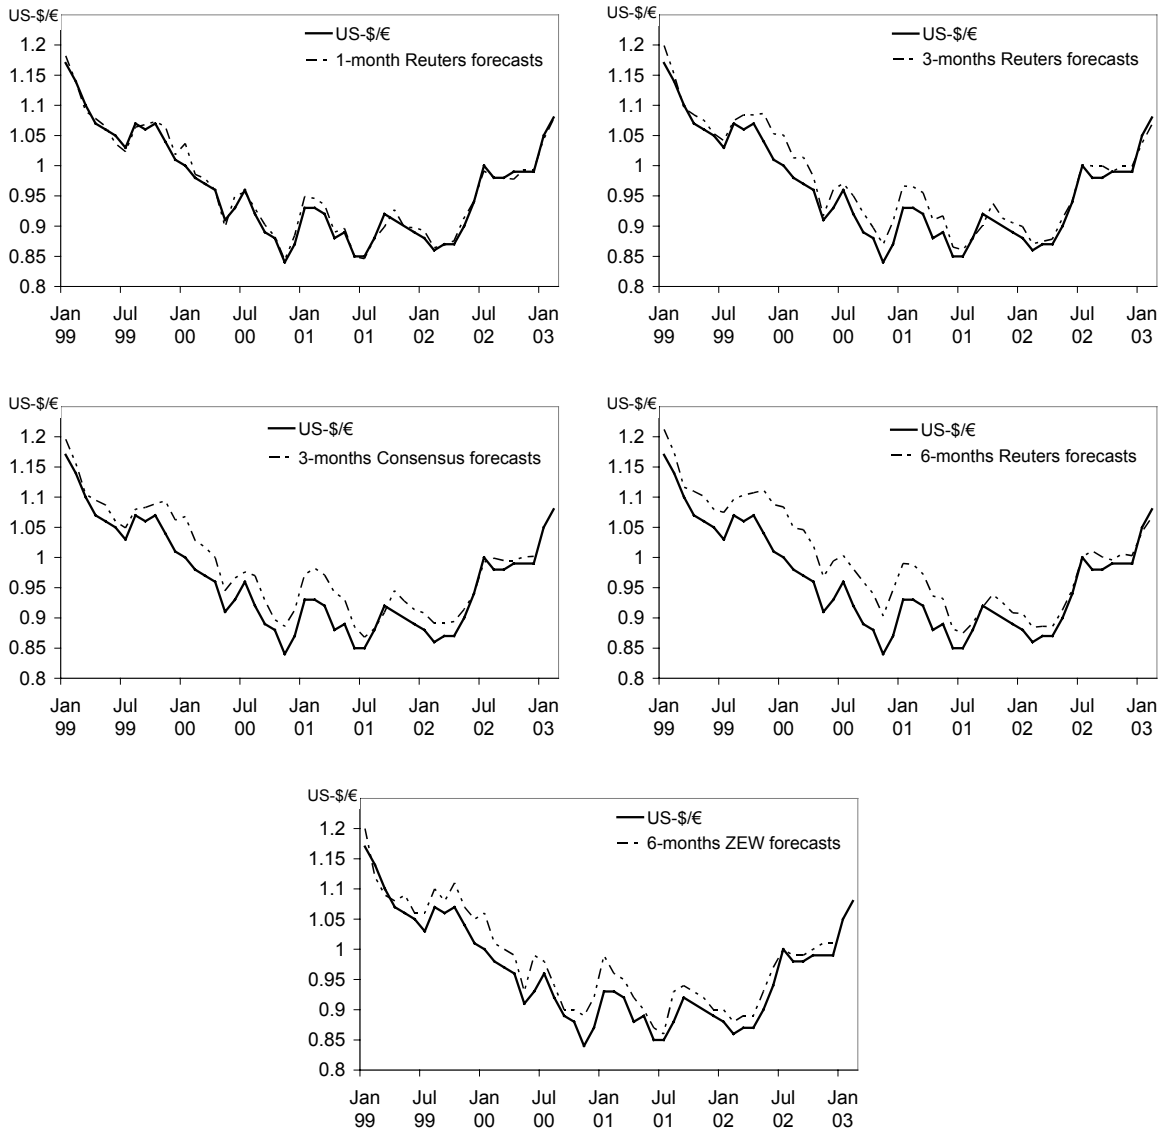 US-$/€
US-$/€
1-month Reuters forecasts
1.2
1.15
1.1
1.05
1
0.95
0.9
0.85
0.8
Jan Jul Jan Jul Jan Jul Jan Jul Jan
99 99 00 00 01 01 02 02 03
US-$/€
US-$/€
3-months Reuters forecasts
1.2
1.15
1.1
1.05
1
0.95
0.9
0.85
0.8
Jan Jul Jan Jul Jan Jul Jan Jul Jan
99 99 00 00 01 01 02 02 03
US-$/€
US-$/€
3-months Consensus forecasts
1.2
1.15
1.1
1.05
1
0.95
0.9
0.85
0.8
Jan Jul Jan Jul Jan Jul Jan Jul Jan
99 99 00 00 01 01 02 02 03
US-$/€
US-$/€
6-months Reuters forecasts
1.2
1.15
1.1
1.05
1
0.95
0.9
0.85
0.8
Jan Jul Jan Jul Jan Jul Jan Jul Jan
99 99 00 00 01 01 02 02 03
US-$/€
US-$/€
6-months ZEW forecasts
1.2
1.15
1.1
1.05
1
0.95
0.9
0.85
0.8
Jan Jul Jan Jul Jan Jul Jan Jul Jan
99 99 00 00 01 01 02 02 03